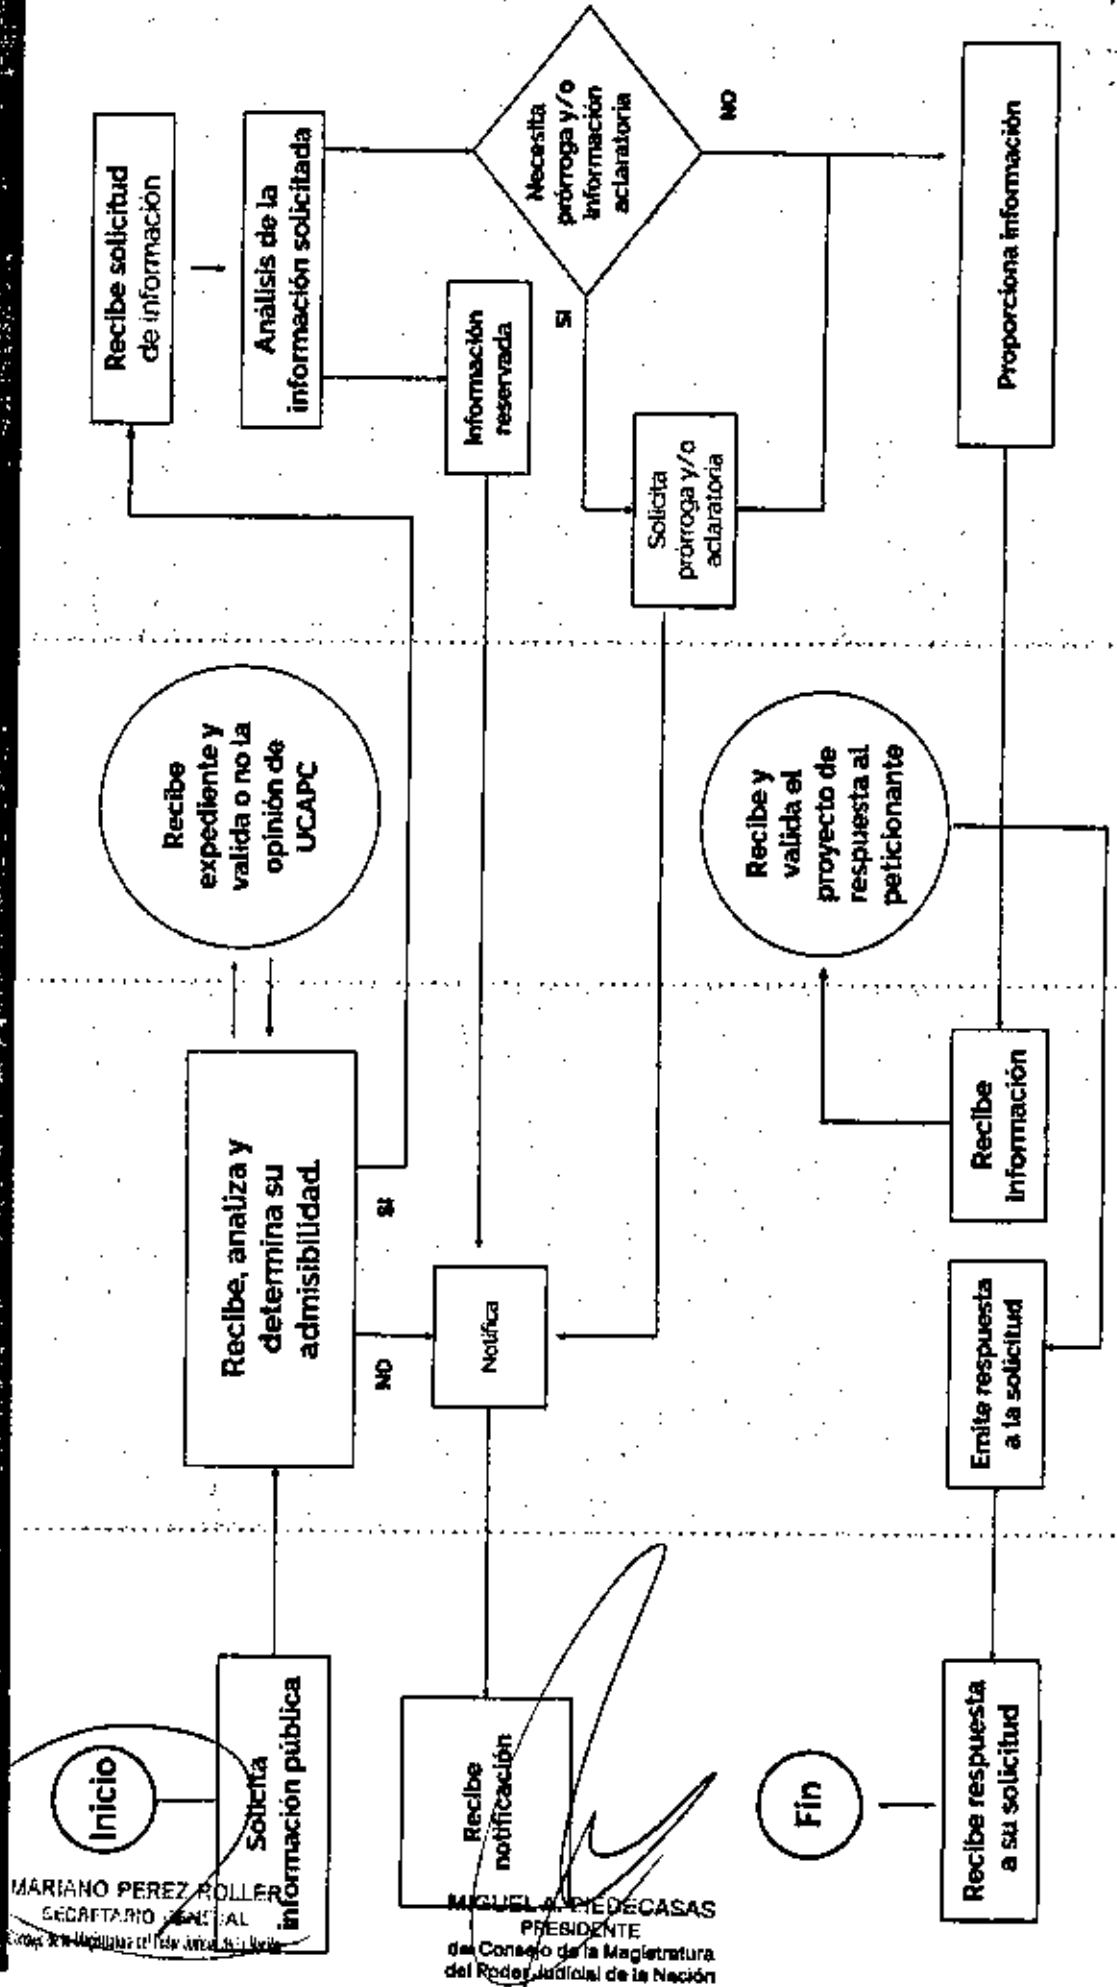 Inicio
Solicita
información pública
Recibe, analiza y
determina su
admisibilidad.
NO
SI
Recibe
expediente y
valida o no la
opinión de
UCAPC
Recibe solicitud
de información
Análisis de la
información solicitada
Información
reservada
Necesita
prórroga y/o
información
aclaratoria
SI
NO
Solicita
prórroga y/o
aclaratoria
Notifica
Recibe
notificación
Proporciona información
Recibe
información
Recibe y
valida el
proyecto de
respuesta al
peticionante
Emite respuesta
a la solicitud
Recibe respuesta
a su solicitud
Fin
MARIANO PEREZ ROLLER
SECRETARIO GENERAL
MIGUEL A. PIEDECASAS
PRESIDENTE
del Consejo de la Magistratura
del Poder Judicial de la Nación